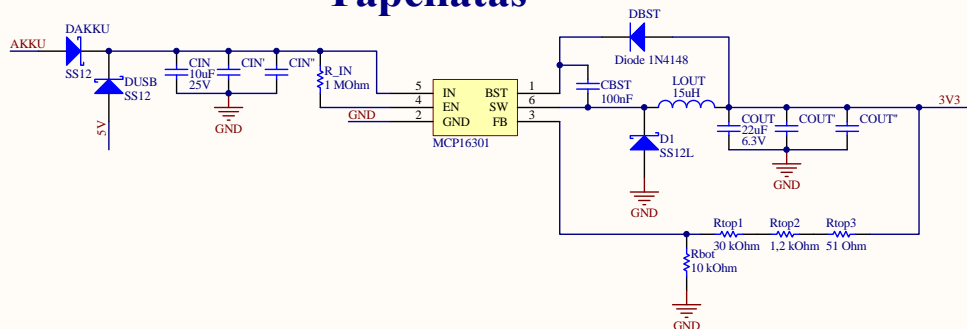 Tapchatas
DAKKU
AKKU
SS12
DUSB
SS12
5V
CIN
10uF
25V
CIN'
CIN"
GND
R_IN
1 MOhm
GND
5 IN BST 1
4 EN SW 6
2 GND FB 3
MCP16301
DBST
Diode 1N4148
CBST
100nF
LOUT
15uH
D1
SS12L
GND
COUT
22uF
6.3V
COUT'
COUT"
GND
3V3
Rtop1
30 kOhm
Rtop2
1,2 kOhm
Rtop3
51 Ohm
Rbot
10 kOhm
GND